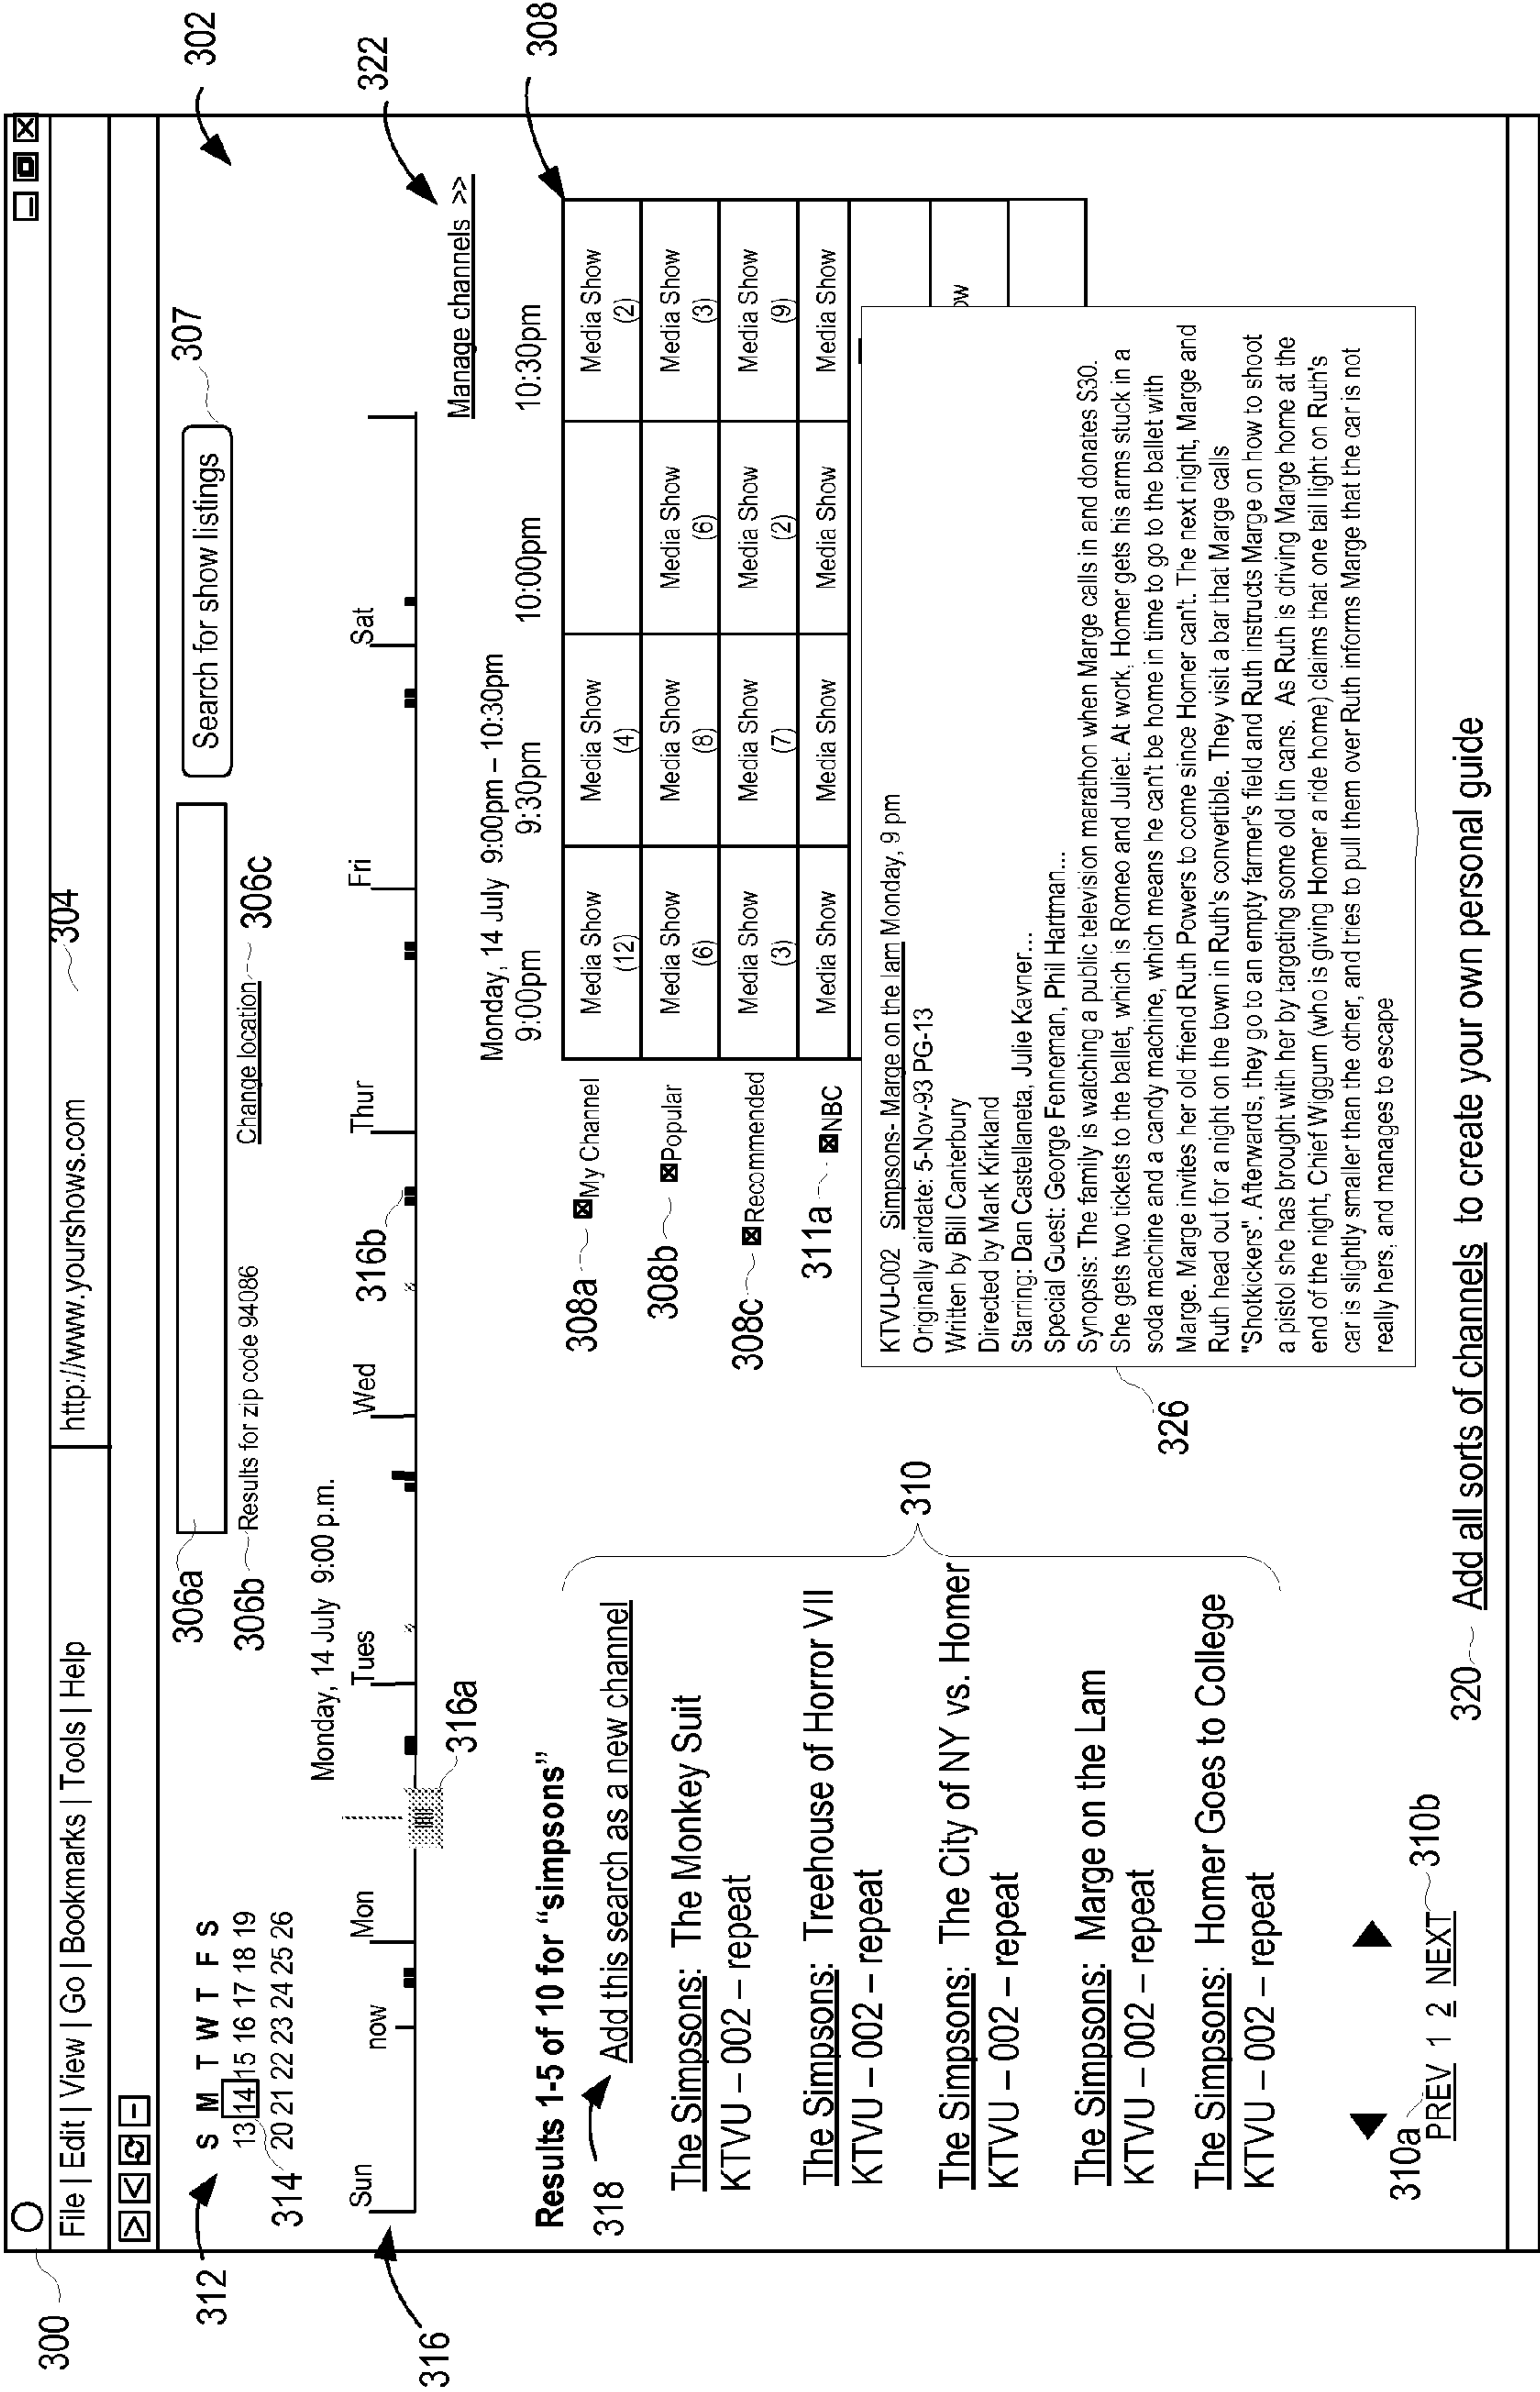 300
302
File | Edit | View | Go | Bookmarks | Tools | Help
http://www.yourshows.com
304
312
S M T W T F S
13 14 15 16 17 18 19
20 21 22 23 24 25 26
314
306a
Search for show listings
307
306b
Results for zip code 94086
Change location
306c
Monday, 14 July 9:00 p.m.
316
Sun
now
Mon
Tues
Wed
Thur
Fri
Sat
316a
316b
Manage channels >>
322
Results 1-5 of 10 for “simpsons”
318
Add this search as a new channel
The Simpsons: The Monkey Suit
KTVU – 002 – repeat
The Simpsons: Treehouse of Horror VII
KTVU – 002 – repeat
The Simpsons: The City of NY vs. Homer
KTVU – 002 – repeat
The Simpsons: Marge on the Lam
KTVU – 002 – repeat
The Simpsons: Homer Goes to College
KTVU – 002 – repeat
310
310a
PREV 1 2 NEXT
310b
Monday, 14 July 9:00pm – 10:30pm
9:00pm 9:30pm 10:00pm 10:30pm
308
308a
My Channel
Media Show (12)
Media Show (4)
Media Show (2)
308b
Popular
Media Show (6)
Media Show (8)
Media Show (6)
Media Show (3)
308c
Recommended
Media Show (3)
Media Show (7)
Media Show (2)
Media Show (9)
311a
NBC
Media Show
Media Show
Media Show
Media Show
ow
KTVU-002 Simpsons- Marge on the lam Monday, 9 pm
Originally airdate: 5-Nov-93 PG-13
Written by Bill Canterbury
Directed by Mark Kirkland
Starring: Dan Castellaneta, Julie Kavner...
Special Guest: George Fenneman, Phil Hartman...
Synopsis: The family is watching a public television marathon when Marge calls in and donates $30.
She gets two tickets to the ballet, which is Romeo and Juliet. At work, Homer gets his arms stuck in a
soda machine and a candy machine, which means he can't be home in time to go to the ballet with
Marge. Marge invites her old friend Ruth Powers to come since Homer can't. The next night, Marge and
Ruth head out for a night on the town in Ruth's convertible. They visit a bar that Marge calls
"Shotkickers". Afterwards, they go to an empty farmer's field and Ruth instructs Marge on how to shoot
a pistol she has brought with her by targeting some old tin cans. As Ruth is driving Marge home at the
end of the night, Chief Wiggum (who is giving Homer a ride home) claims that one tail light on Ruth's
car is slightly smaller than the other, and tries to pull them over Ruth informs Marge that the car is not
really hers, and manages to escape
326
320
Add all sorts of channels to create your own personal guide